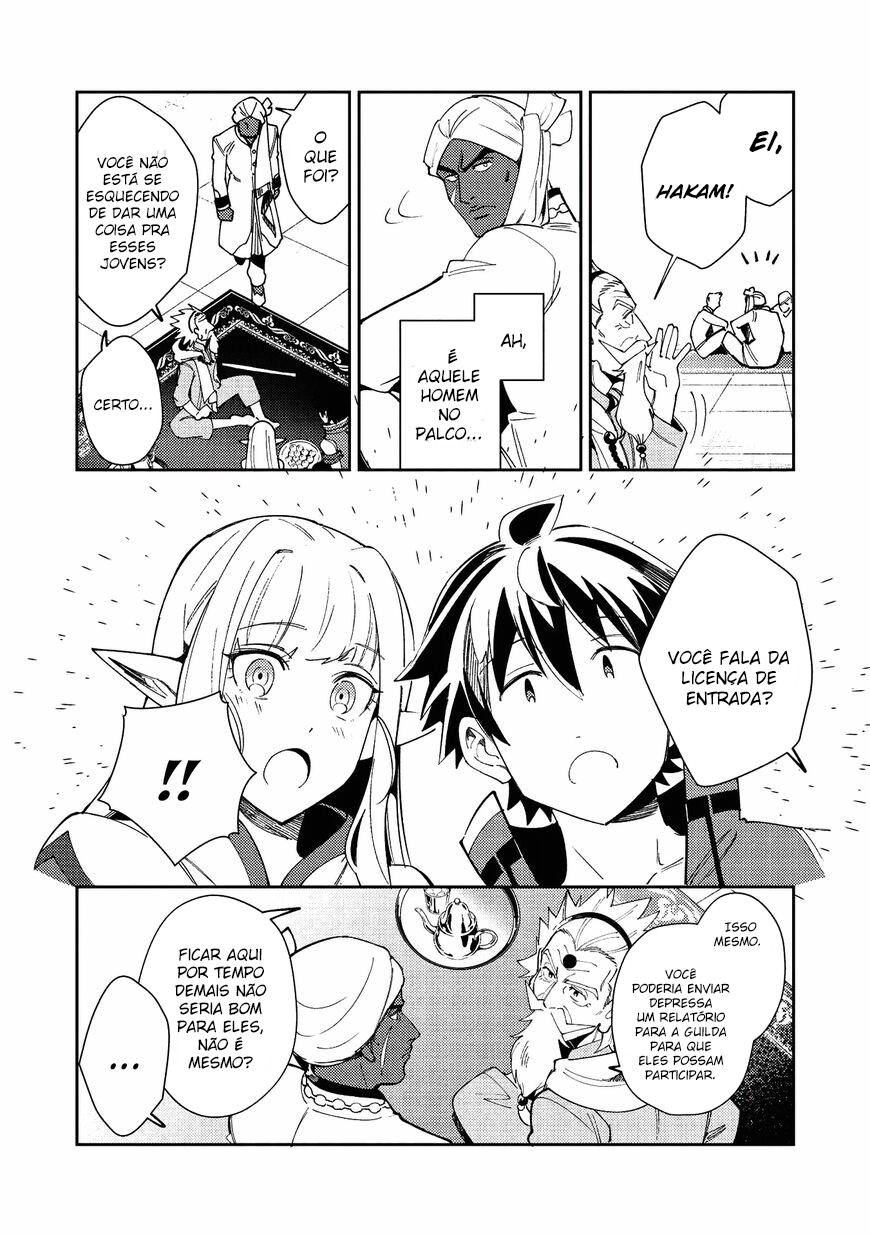 EI,
HAKAM!
AH,
É
AQUELE
HOMEM
NO
PALCO...
O
QUE
FOI?
VOCÊ NÃO
ESTÁ SE
ESQUECENDO
DE DAR UMA
COISA PRA
ESSES
JOVENS?
CERTO...
VOCÊ FALA DA
LICENÇA DE
ENTRADA?
!!
ISSO
MESMO.
VOCÊ
PODERIA ENVIAR
DEPRESSA
UM RELATÓRIO
PARA A GUILDA
PARA QUE
ELES POSSAM
PARTICIPAR.
FICAR AQUI
POR TEMPO
DEMAIS NÃO
SERIA BOM
PARA ELES,
NÃO É
MESMO?
...